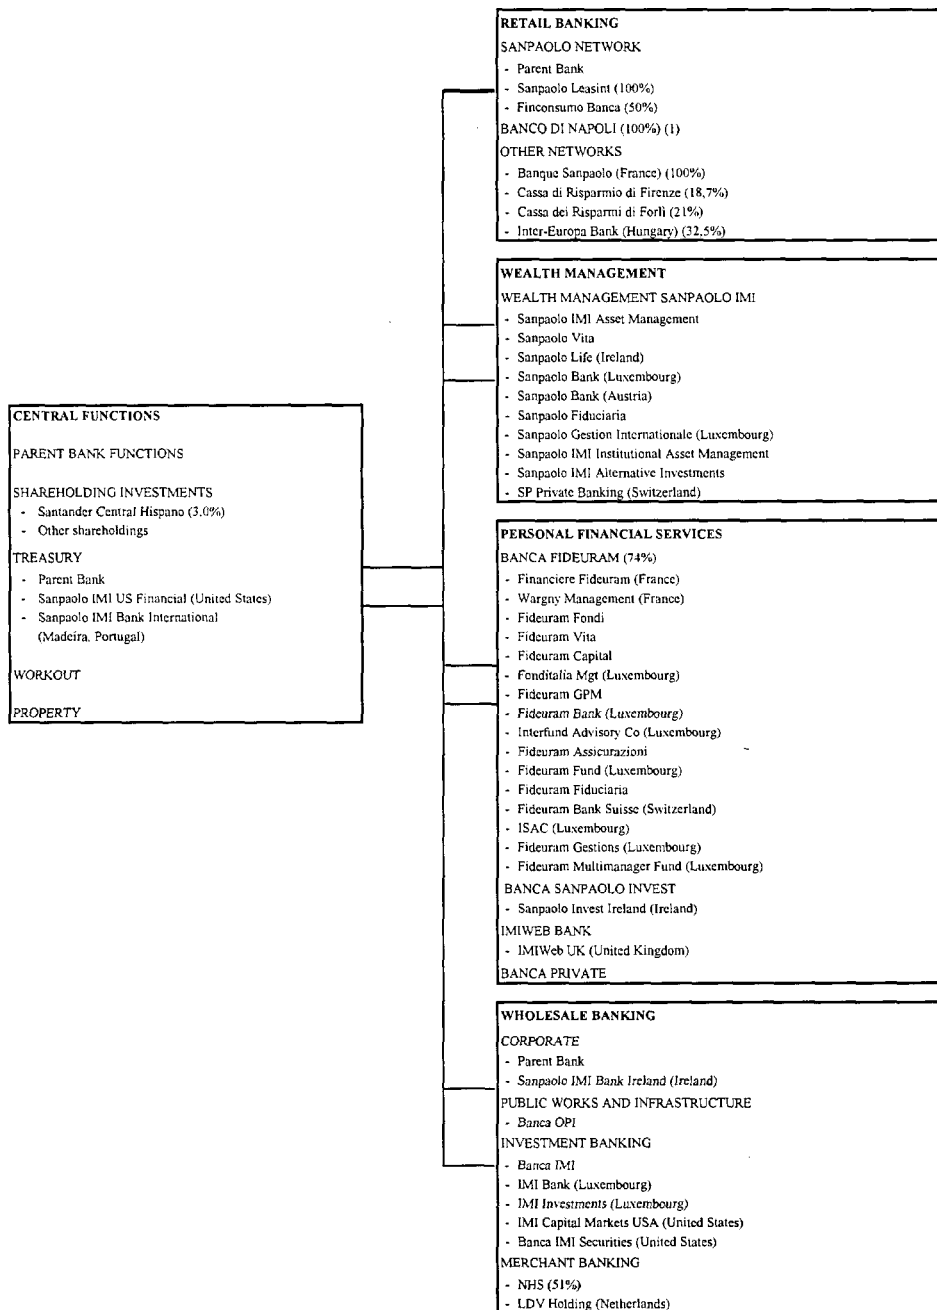 RETAIL BANKING
SANPAOLO NETWORK
- Parent Bank
- Sanpaolo Leasint (100%)
- Finconsumo Banca (50%)
BANCO DI NAPOLI (100%) (1)
OTHER NETWORKS
- Banque Sanpaolo (France) (100%)
- Cassa di Risparmio di Firenze (18,7%)
- Cassa dei Risparmi di Forlì (21%)
- Inter-Europa Bank (Hungary) (32,5%)
WEALTH MANAGEMENT
WEALTH MANAGEMENT SANPAOLO IMI
- Sanpaolo IMI Asset Management
- Sanpaolo Vita
- Sanpaolo Life (Ireland)
- Sanpaolo Bank (Luxembourg)
- Sanpaolo Bank (Austria)
- Sanpaolo Fiduciaria
- Sanpaolo Gestion Internationale (Luxembourg)
- Sanpaolo IMI Institutional Asset Management
- Sanpaolo IMI Alternative Investments
- SP Private Banking (Switzerland)
CENTRAL FUNCTIONS
PARENT BANK FUNCTIONS
SHAREHOLDING INVESTMENTS
- Santander Central Hispano (3.0%)
- Other shareholdings
TREASURY
- Parent Bank
- Sanpaolo IMI US Financial (United States)
- Sanpaolo IMI Bank International
(Madeira, Portugal)
WORKOUT
PROPERTY
PERSONAL FINANCIAL SERVICES
BANCA FIDEURAM (74%)
- Financiere Fideuram (France)
- Wargny Management (France)
- Fideuram Fondi
- Fideuram Vita
- Fideuram Capital
- Fonditalia Mgt (Luxembourg)
- Fideuram GPM
- Fideuram Bank (Luxembourg)
- Interfund Advisory Co (Luxembourg)
- Fideuram Assicurazioni
- Fideuram Fund (Luxembourg)
- Fideuram Fiduciaria
- Fideuram Bank Suisse (Switzerland)
- ISAC (Luxembourg)
- Fideuram Gestions (Luxembourg)
- Fideuram Multimanager Fund (Luxembourg)
BANCA SANPAOLO INVEST
- Sanpaolo Invest Ireland (Ireland)
IMIWEB BANK
- IMIWeb UK (United Kingdom)
BANCA PRIVATE
WHOLESALE BANKING
CORPORATE
- Parent Bank
- Sanpaolo IMI Bank Ireland (Ireland)
PUBLIC WORKS AND INFRASTRUCTURE
- Banca OPI
INVESTMENT BANKING
- Banca IMI
- IMI Bank (Luxembourg)
- IMI Investments (Luxembourg)
- IMI Capital Markets USA (United States)
- Banca IMI Securities (United States)
MERCHANT BANKING
- NHS (51%)
- LDV Holding (Netherlands)